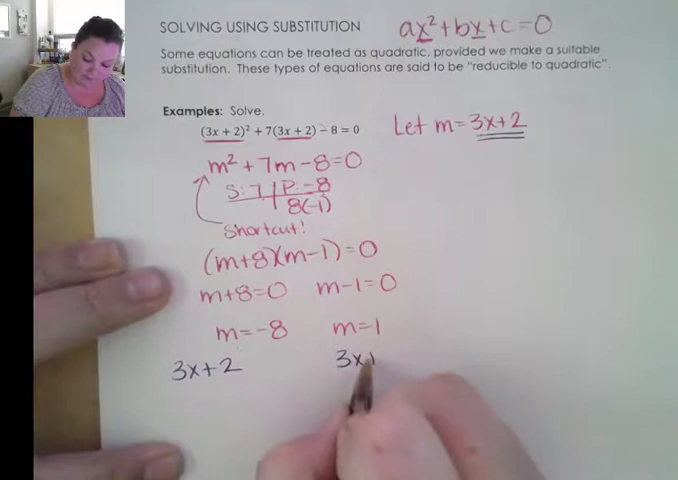 SOLVING USING SUBSTITUTION
ax² + bx + c = 0
Some equations can be treated as quadratic, provided we make a suitable
substitution. These types of equations are said to be "reducible to quadratic".
Examples: Solve.
(3x + 2)² + 7(3x + 2) − 8 = 0
Let m = 3x+2
m² + 7m − 8 = 0
S: 7 | P: −8
8(−1)
Shortcut!
(m+8)(m−1) = 0
m+8=0 m−1=0
m=−8 m=1
3x+2 3x